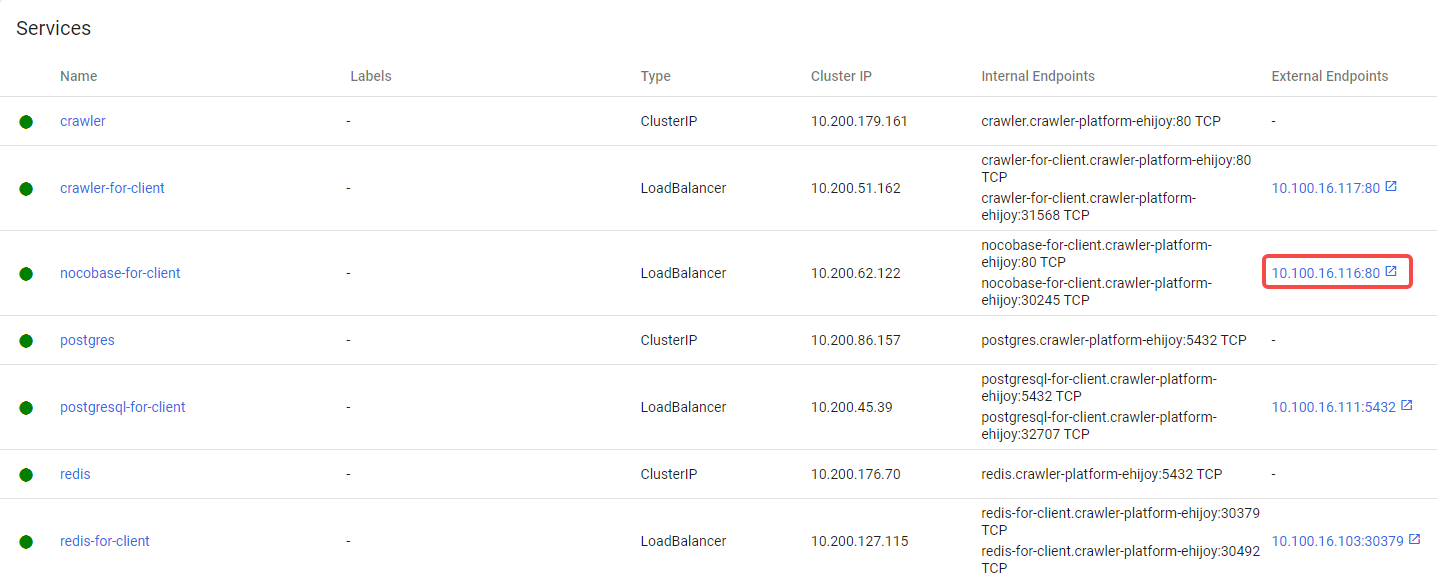 Services
Name Labels Type Cluster IP Internal Endpoints External Endpoints
crawler - ClusterIP 10.200.179.161 crawler.crawler-platform-ehijoy:80 TCP -
crawler-for-client - LoadBalancer 10.200.51.162 crawler-for-client.crawler-platform-ehijoy:80
TCP
crawler-for-client.crawler-platform-
ehijoy:31568 TCP
10.100.16.117:80
nocobase-for-client - LoadBalancer 10.200.62.122 nocobase-for-client.crawler-platform-
ehijoy:80 TCP
nocobase-for-client.crawler-platform-
ehijoy:30245 TCP
10.100.16.116:80
postgres - ClusterIP 10.200.86.157 postgres.crawler-platform-ehijoy:5432 TCP -
postgresql-for-client - LoadBalancer 10.200.45.39 postgresql-for-client.crawler-platform-
ehijoy:5432 TCP
postgresql-for-client.crawler-platform-
ehijoy:32707 TCP
10.100.16.111:5432
redis - ClusterIP 10.200.176.70 redis.crawler-platform-ehijoy:5432 TCP -
redis-for-client - LoadBalancer 10.200.127.115 redis-for-client.crawler-platform-ehijoy:30379
TCP
redis-for-client.crawler-platform-ehijoy:30492
TCP
10.100.16.103:30379